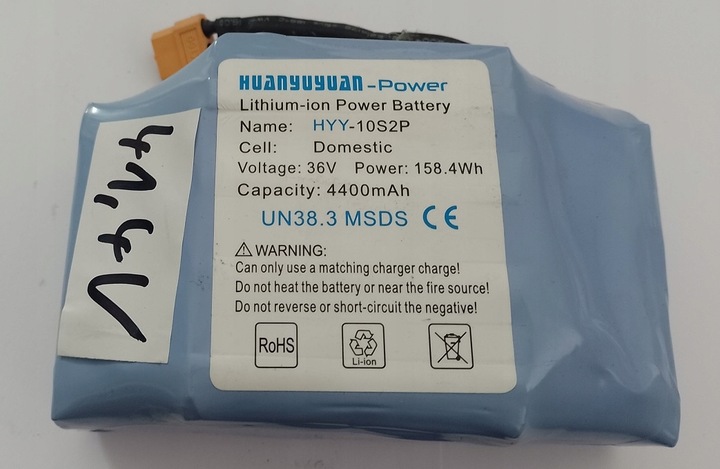 HUANYUYUAN-Power
Lithium-ion Power Battery
Name: HYY-10S2P
Cell: Domestic
Voltage: 36V Power: 158.4Wh
Capacity: 4400mAh
UN38.3 MSDS CE
WARNING:
Can only use a matching charger charge!
Do not heat the battery or near the fire source!
Do not reverse or short-circuit the negative!
RoHS
Li-ion
41,4V